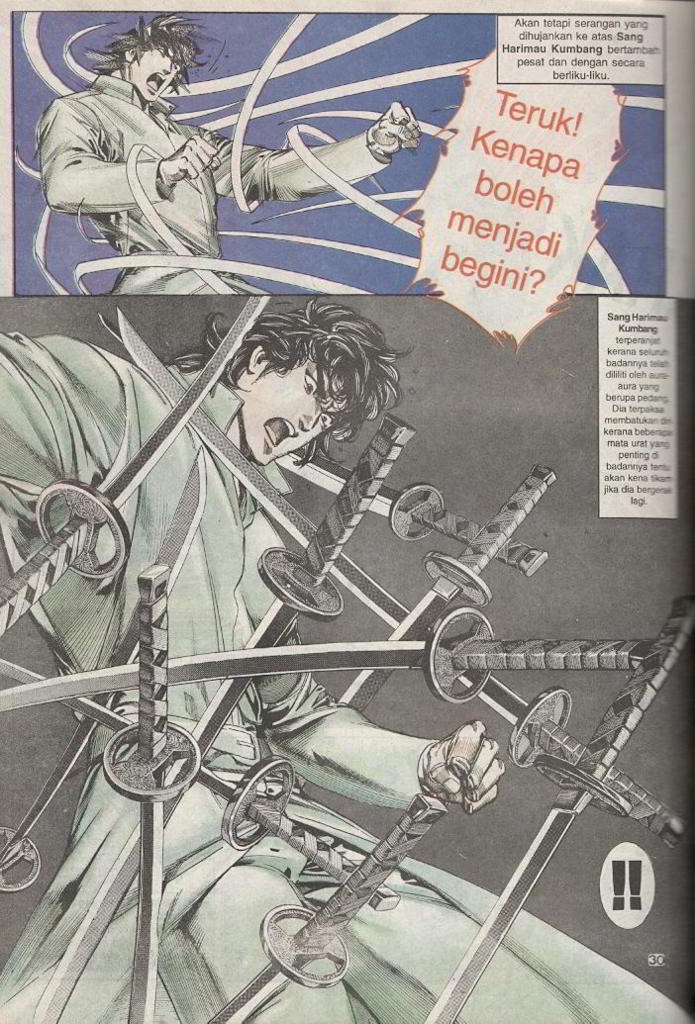 Akan tetapi serangan yang
dihujankan ke atas Sang
Harimau Kumbang bertambah
pesat dan dengan secara
berliku-liku.
Teruk!
Kenapa
boleh
menjadi
begini?
Sang Harimau
Kumbang
terperanjat
kerana seluruh
badannya telah
dililiti oleh aura-
aura yang
berupa pedang.
Dia terpaksa
membatukan diri
kerana beberapa
mata urat yang
penting di
badannya tentu
akan kena tikam
jika dia bergerak
lagi.
!!
30